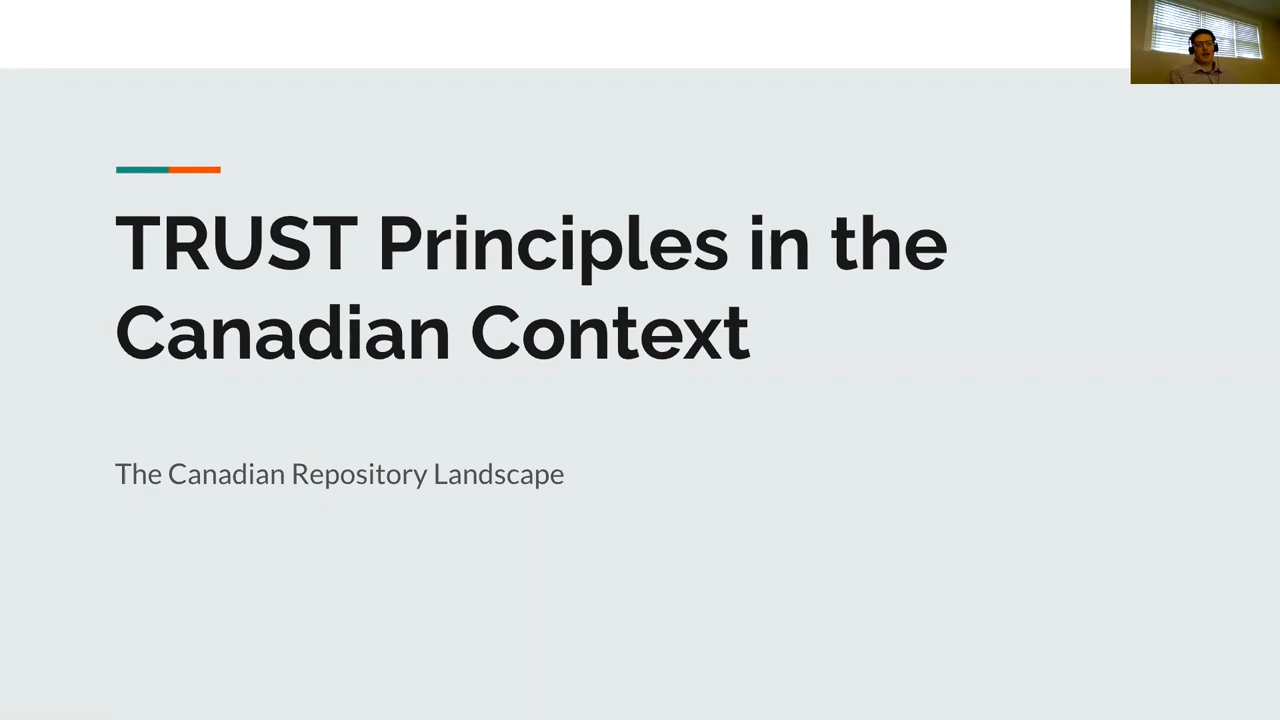 TRUST Principles in the
Canadian Context
The Canadian Repository Landscape